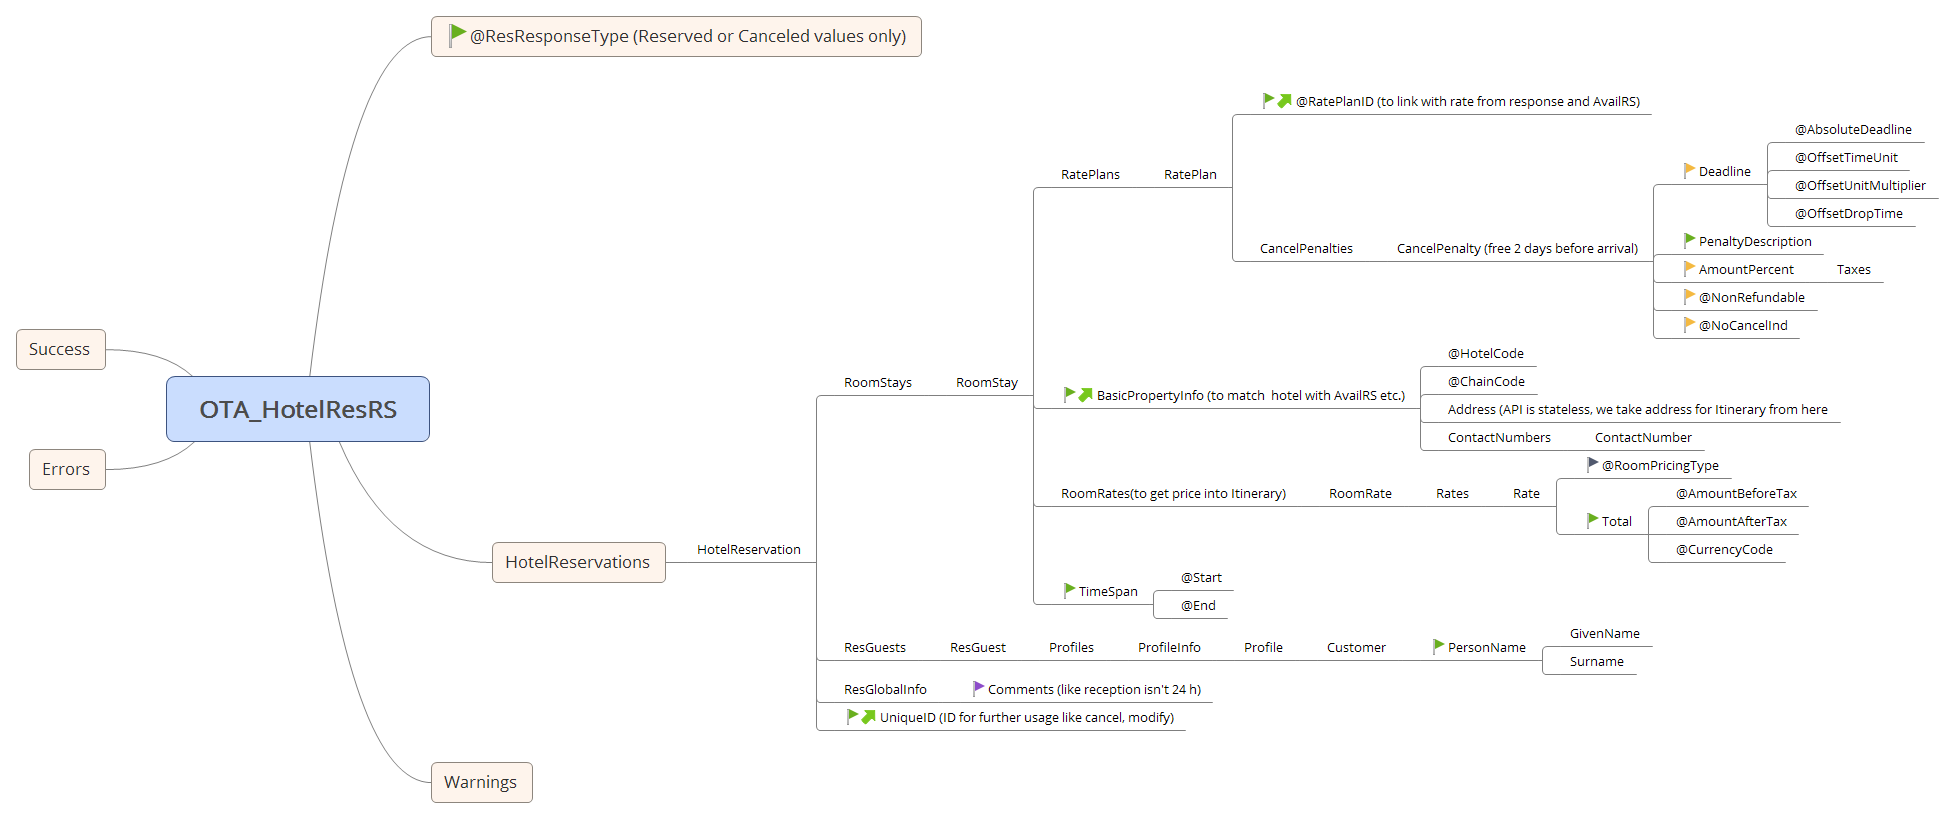 @ResResponseType (Reserved or Canceled values only)
@RatePlanID (to link with rate from response and AvailRS)
@AbsoluteDeadline
@OffsetTimeUnit
RatePlans
RatePlan
Deadline
@OffsetUnitMultiplier
@OffsetDropTime
CancelPenalties
CancelPenalty (free 2 days before arrival)
PenaltyDescription
AmountPercent
Taxes
@NonRefundable
@NoCancelInd
Success
@HotelCode
RoomStays
RoomStay
@ChainCode
BasicPropertyInfo (to match  hotel with AvailRS etc.)
OTA_HotelResRS
Address (API is stateless, we take address for Itinerary from here
ContactNumbers
ContactNumber
Errors
@RoomPricingType
RoomRates(to get price into Itinerary)
RoomRate
Rates
Rate
@AmountBeforeTax
Total
@AmountAfterTax
@CurrencyCode
HotelReservations
HotelReservation
@Start
TimeSpan
@End
GivenName
ResGuests
ResGuest
Profiles
ProfileInfo
Profile
Customer
PersonName
Surname
ResGlobalInfo
Comments (like reception isn't 24 h)
UniqueID (ID for further usage like cancel, modify)
Warnings